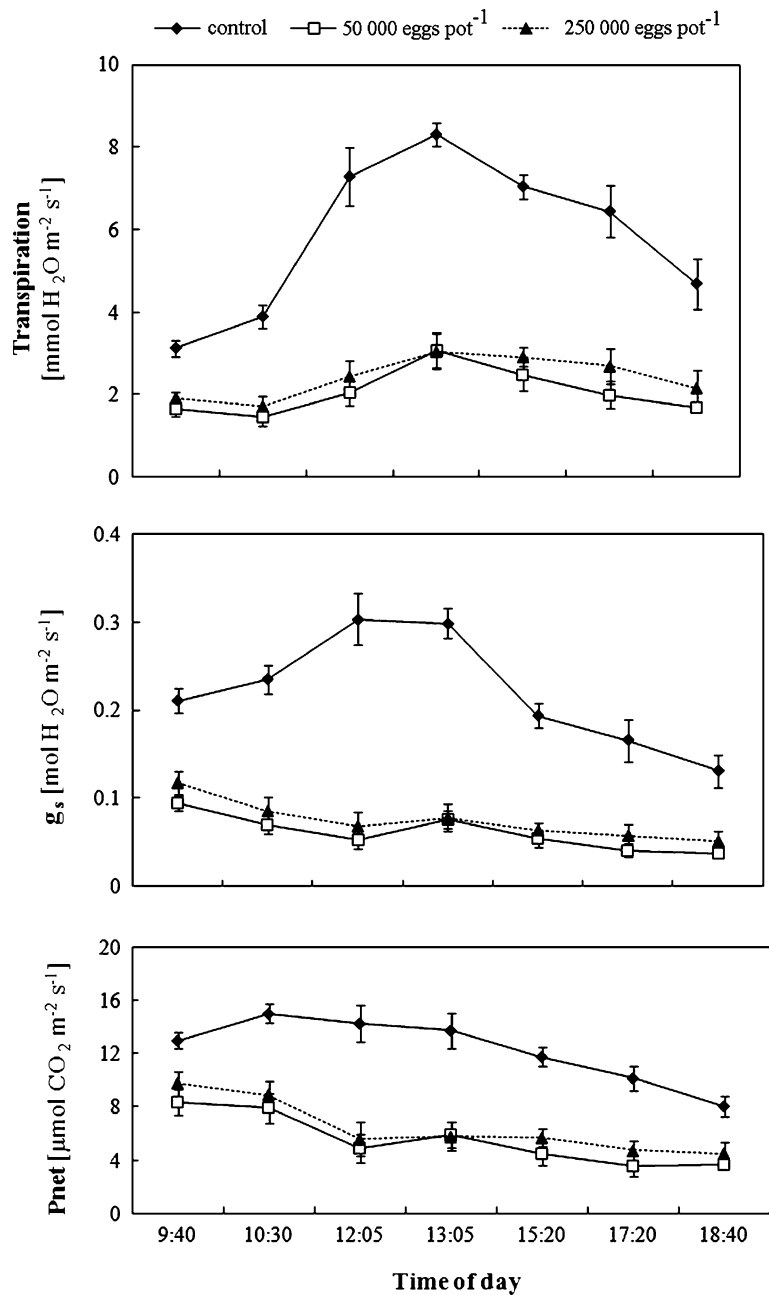 control 50 000 eggs pot⁻¹ 250 000 eggs pot⁻¹
Transpiration
[mmol H₂O m⁻² s⁻¹]
10
8
6
4
2
0
gₛ [mol H₂O m⁻² s⁻¹]
0.4
0.3
0.2
0.1
0
Pnet [µmol CO₂ m⁻² s⁻¹]
20
16
12
8
4
0
9:40 10:30 12:05 13:05 15:20 17:20 18:40
Time of day